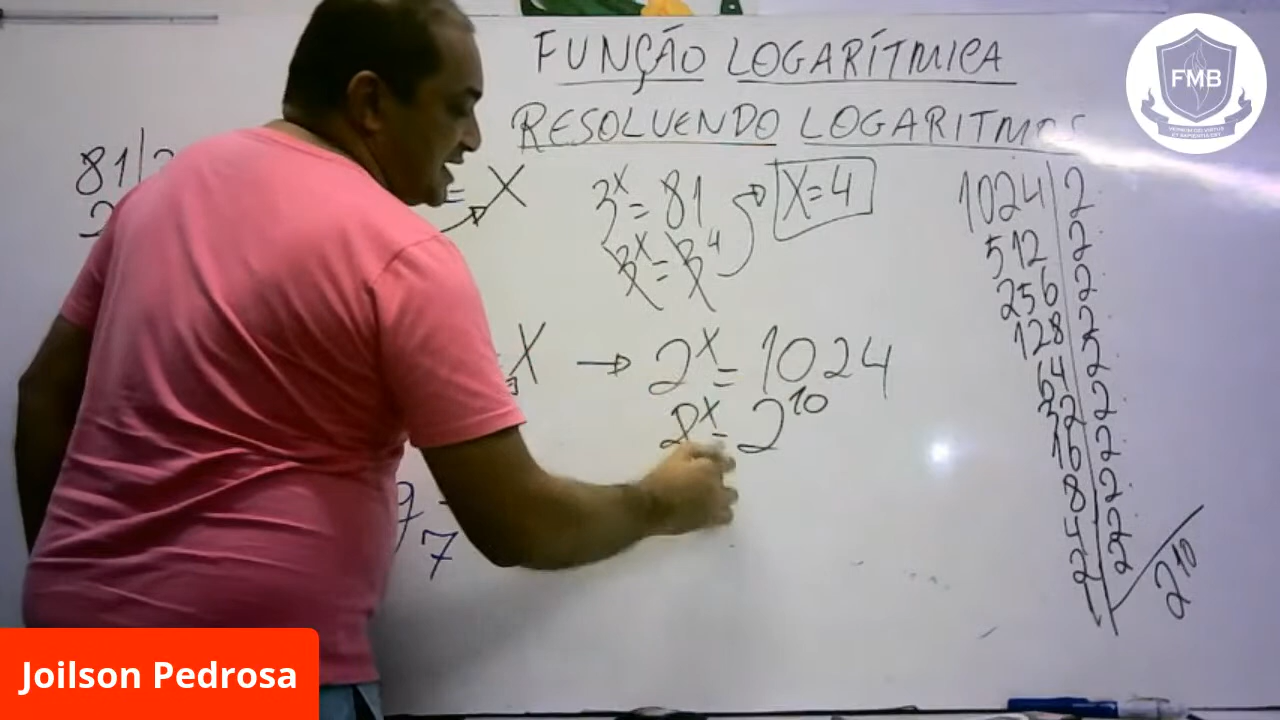 FUNÇÃO LOGARÍTMICA
RESOLVENDO LOGARITMOS
FMB
81
= X
3^x = 81
3^x = 3^4
X=4
X → 2^x = 1024
2^x = 2^10
7
1024 | 2
512 | 2
256 | 2
128 | 2
64 | 2
32 | 2
16 | 2
8 | 2
4 | 2
2 | 2
2^10
Joilson Pedrosa